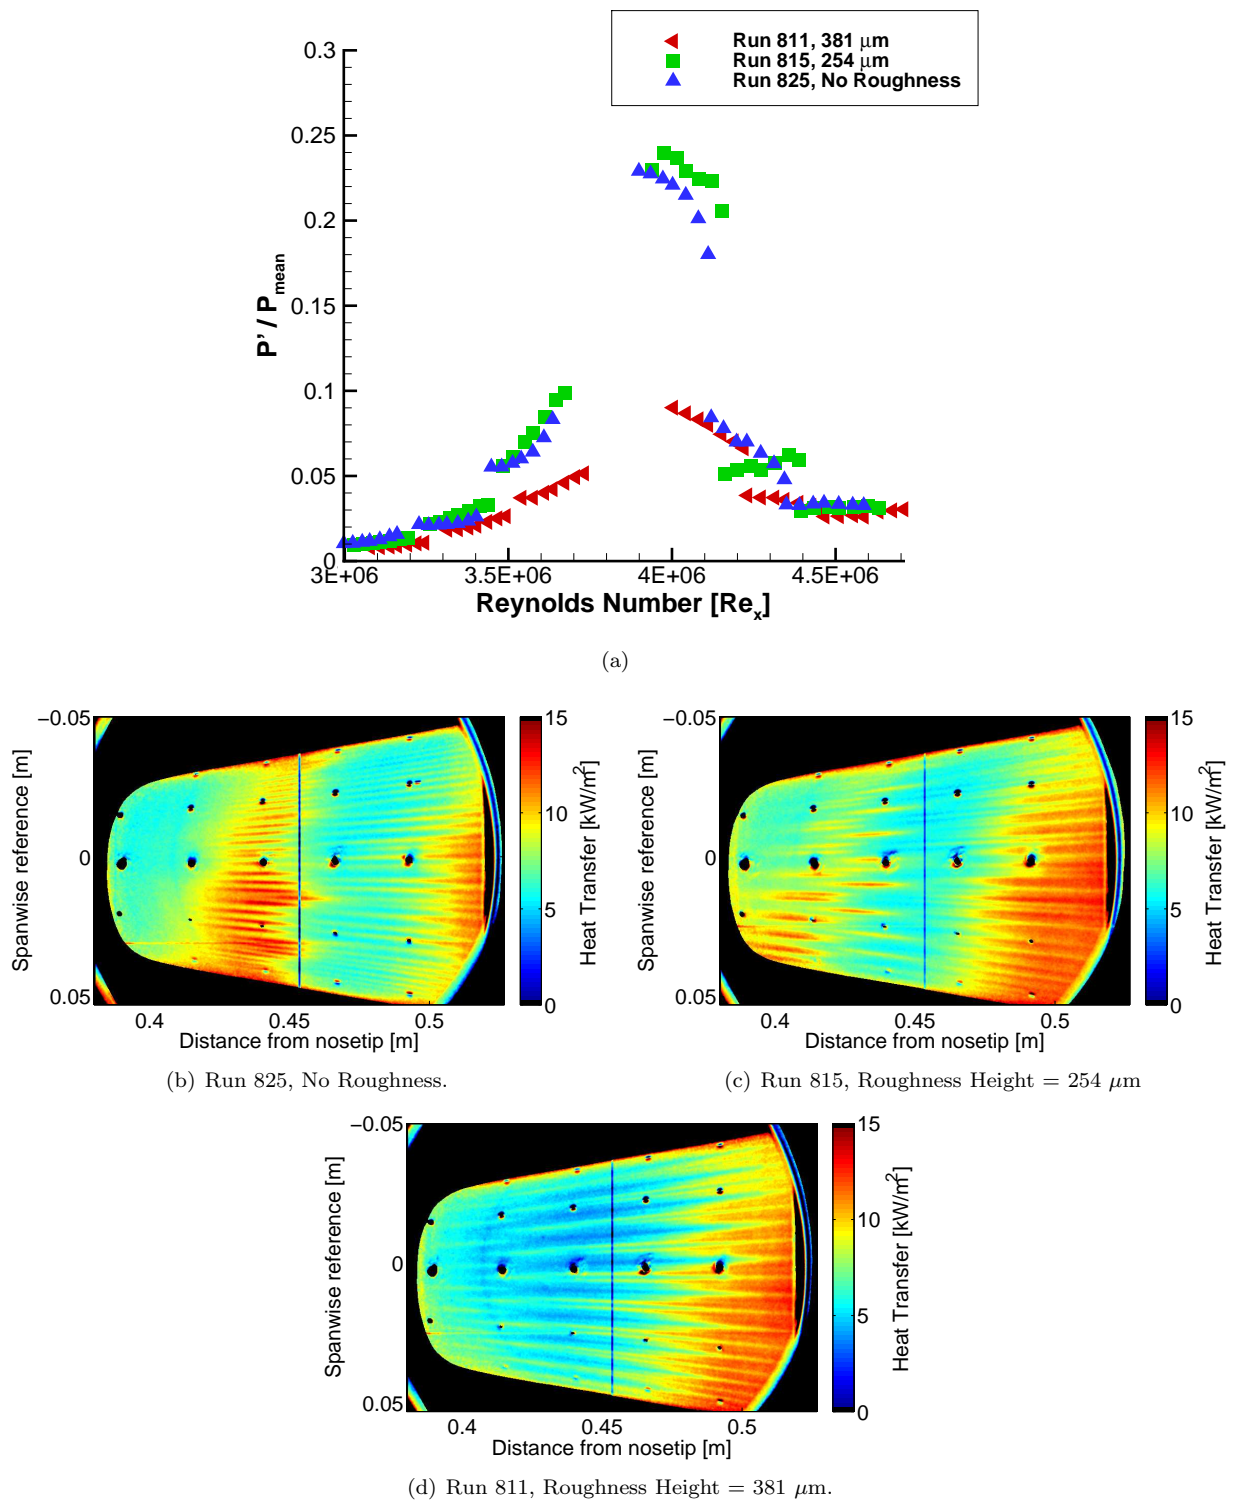 Run 811, 381 μm
Run 815, 254 μm
Run 825, No Roughness
0.3
0.25
0.2
0.15
0.1
0.05
0
P' / Pmean
3E+06 3.5E+06 4E+06 4.5E+06
Reynolds Number [Rex]
(a)
−0.05
0
0.05
Spanwise reference [m]
0.4 0.45 0.5
Distance from nosetip [m]
15
10
5
0
Heat Transfer [kW/m²]
(b) Run 825, No Roughness.
−0.05
0
0.05
Spanwise reference [m]
0.4 0.45 0.5
Distance from nosetip [m]
15
10
5
0
Heat Transfer [kW/m²]
(c) Run 815, Roughness Height = 254 μm
−0.05
0
0.05
Spanwise reference [m]
0.4 0.45 0.5
Distance from nosetip [m]
15
10
5
0
Heat Transfer [kW/m²]
(d) Run 811, Roughness Height = 381 μm.